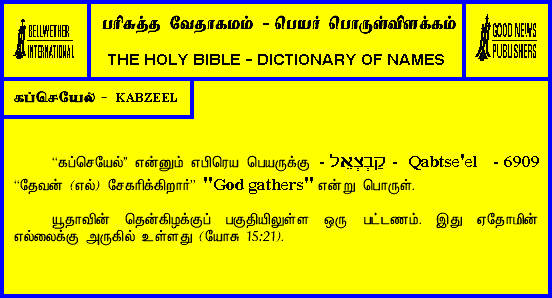 BELLWETHER
INTERNATIONAL
பரிசுத்த வேதாகமம் - பெயர் பொருள்விளக்கம்
THE HOLY BIBLE - DICTIONARY OF NAMES
GOOD NEWS
PUBLISHERS
கப்செயேல் - KABZEEL
“கப்செயேல்” என்னும் எபிரெய பெயருக்கு - קַבְצְאֵל - Qabtse'el - 6909
“தேவன் (எல்) சேகரிக்கிறார்” "God gathers" என்று பொருள்.
யூதாவின் தென்கிழக்குப் பகுதியிலுள்ள ஒரு பட்டணம். இது ஏதோமின்
எல்லைக்கு அருகில் உள்ளது (யோசு 15:21).